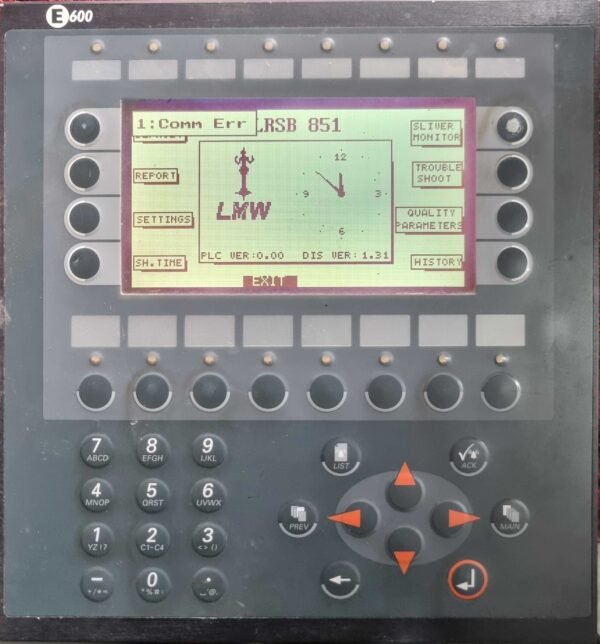 E600
1:Comm Err
LRSB 851
SLIVER
MONITOR
REPORT
TROUBLE
SHOOT
SETTINGS
QUALITY
PARAMETERS
SH.TIME
HISTORY
12
9
3
6
LMW
PLC VER:0.00 DIS VER:1.31
EXIT
7
ABCD
8
EFGH
9
IJKL
LIST
ACK
4
MNOP
5
QRST
6
UVWX
PREV
MAIN
1
YZ!?
2
C1-C4
3
<>()
-
+/*=
0
.